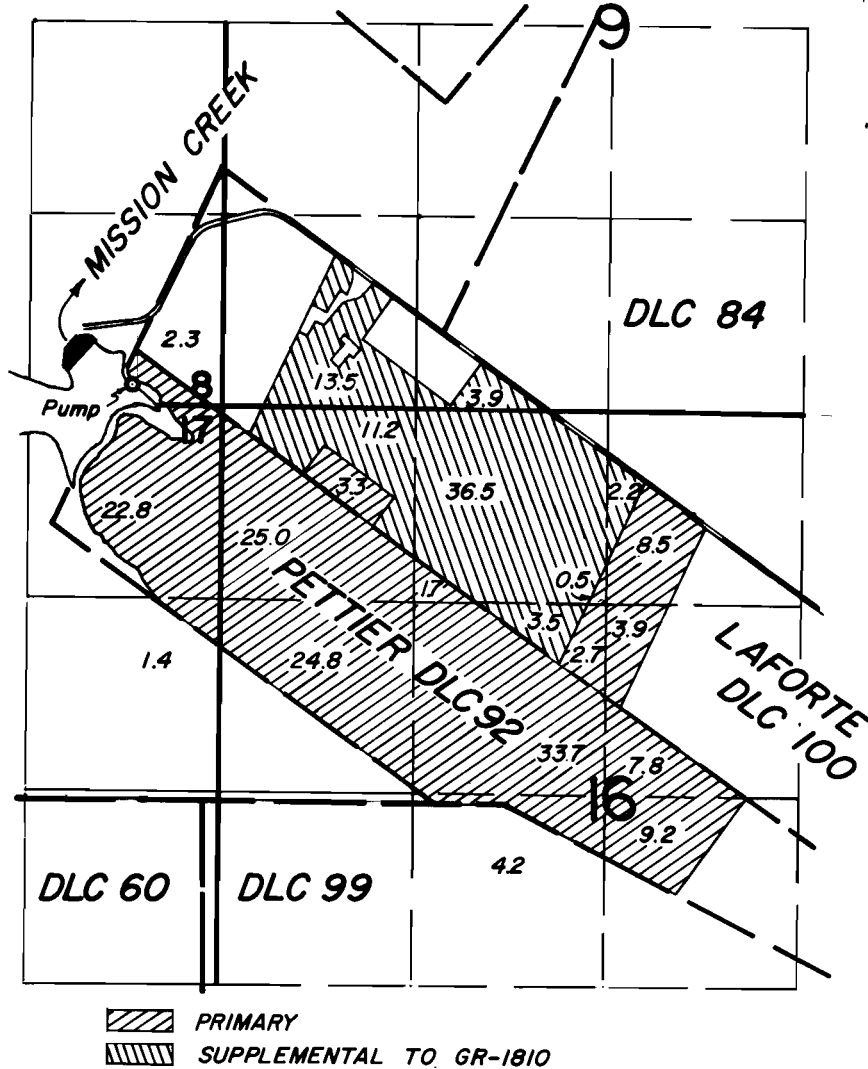 9
MISSION CREEK
DLC 84
2.3
8
Pump
17
13.5
3.9
11.2
36.5
2.2
3.3
22.8
25.0
8.5
0.5
1.7
3.5
3.9
2.7
PETTIER DLC 92
1.4
24.8
LAFORTE
DLC 100
33.7
7.8
16
9.2
4.2
DLC 60
DLC 99
PRIMARY
SUPPLEMENTAL TO GR-1810